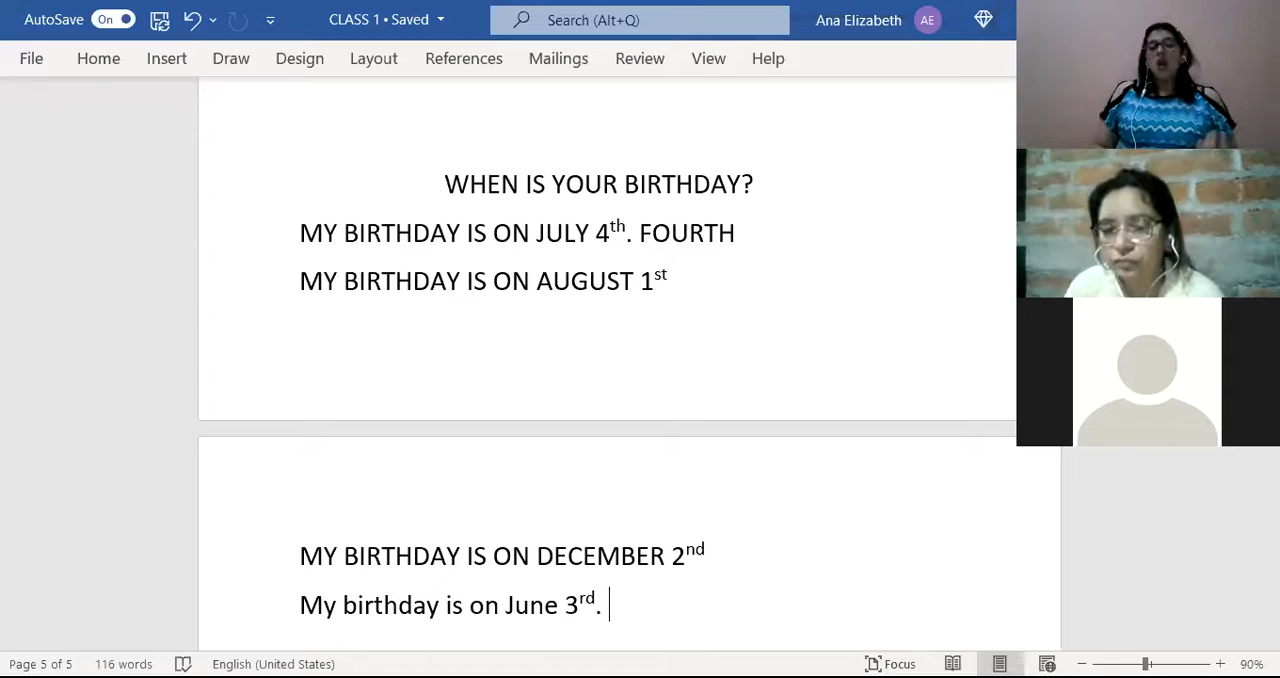 AutoSave On CLASS 1 • Saved Search (Alt+Q) Ana Elizabeth AE
File Home Insert Draw Design Layout References Mailings Review View Help
WHEN IS YOUR BIRTHDAY?
MY BIRTHDAY IS ON JULY 4th. FOURTH
MY BIRTHDAY IS ON AUGUST 1st
MY BIRTHDAY IS ON DECEMBER 2nd
My birthday is on June 3rd.
Page 5 of 5 116 words English (United States) Focus 90%